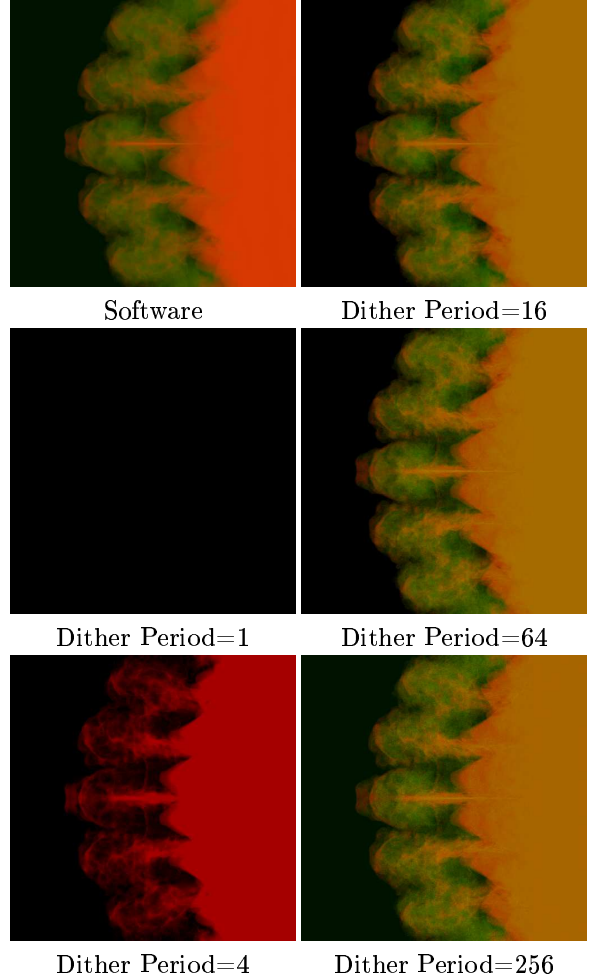 Software
Dither Period=16
Dither Period=1
Dither Period=64
Dither Period=4
Dither Period=256